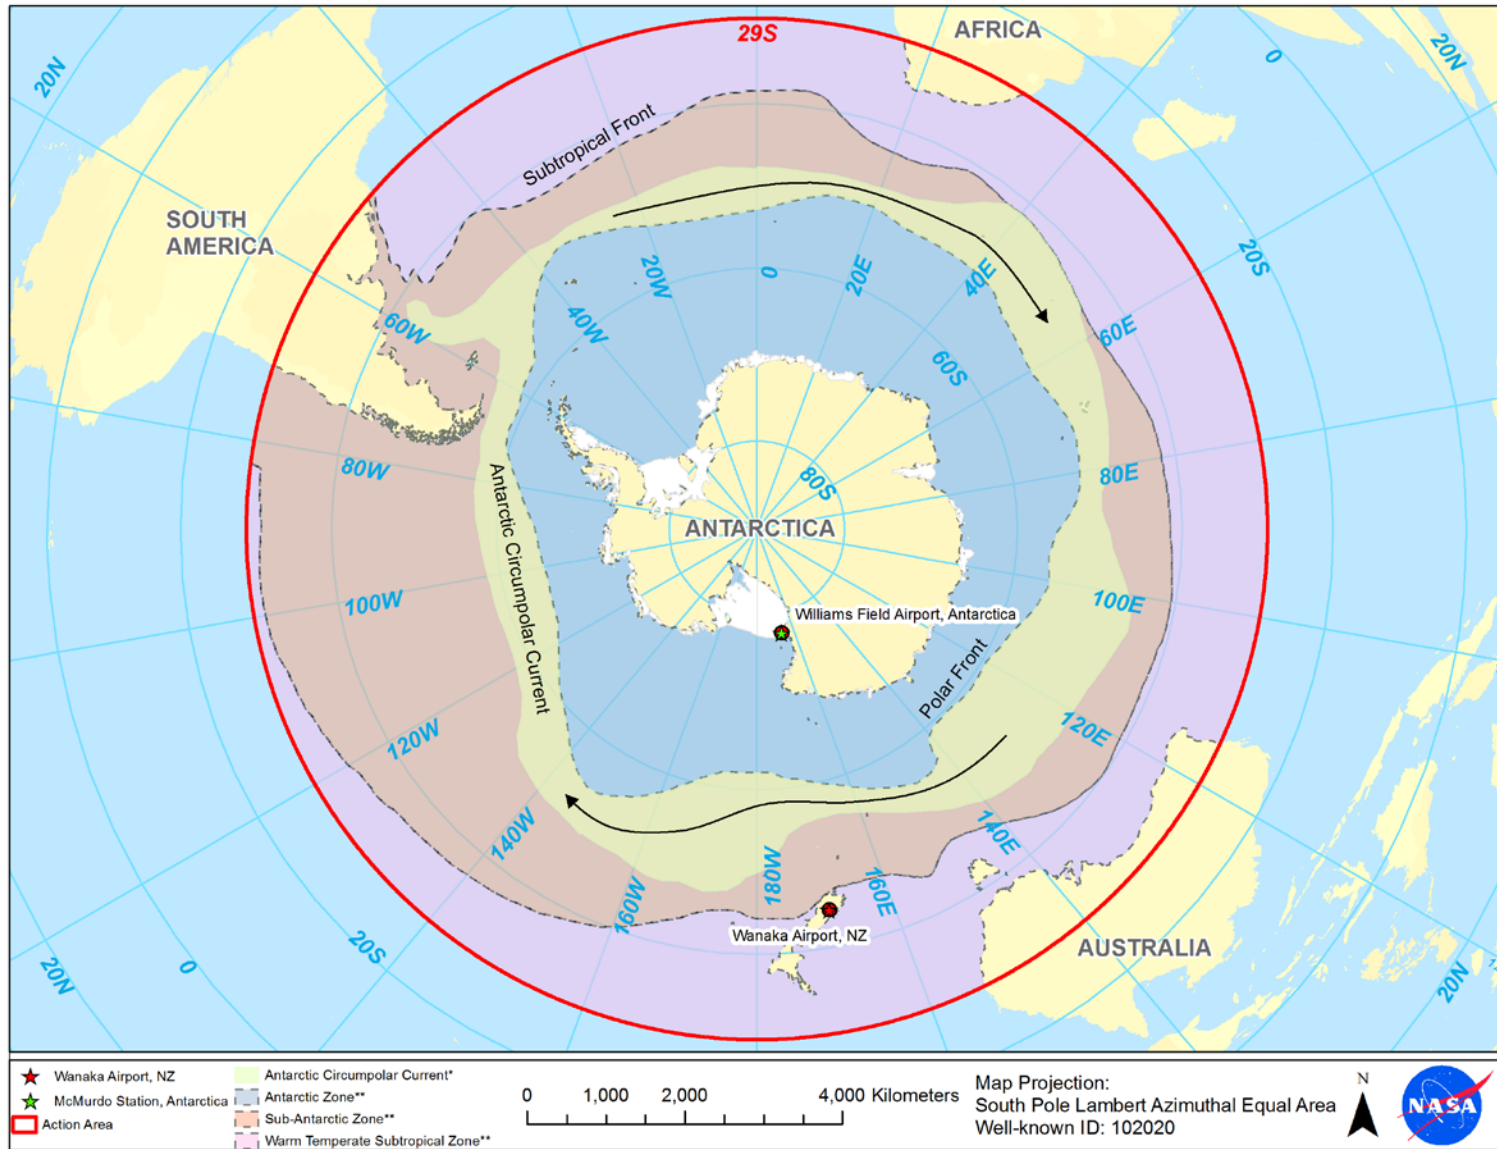 29S
AFRICA
20N
0
20N
Subtropical Front
SOUTH
AMERICA
20W
0
20E
40E
20S
40W
60W
60S
60E
80W
80S
80E
Antarctic Circumpolar Current
ANTARCTICA
100W
100E
Williams Field Airport, Antarctica
Polar Front
120W
120E
140W
140E
160W
180W
160E
Wanaka Airport, NZ
AUSTRALIA
20S
0
20N
20N
Wanaka Airport, NZ
McMurdo Station, Antarctica
Action Area
Antarctic Circumpolar Current*
Antarctic Zone**
Sub-Antarctic Zone**
Warm Temperate Subtropical Zone**
0 1,000 2,000 4,000 Kilometers
Map Projection:
South Pole Lambert Azimuthal Equal Area
Well-known ID: 102020
N
NASA